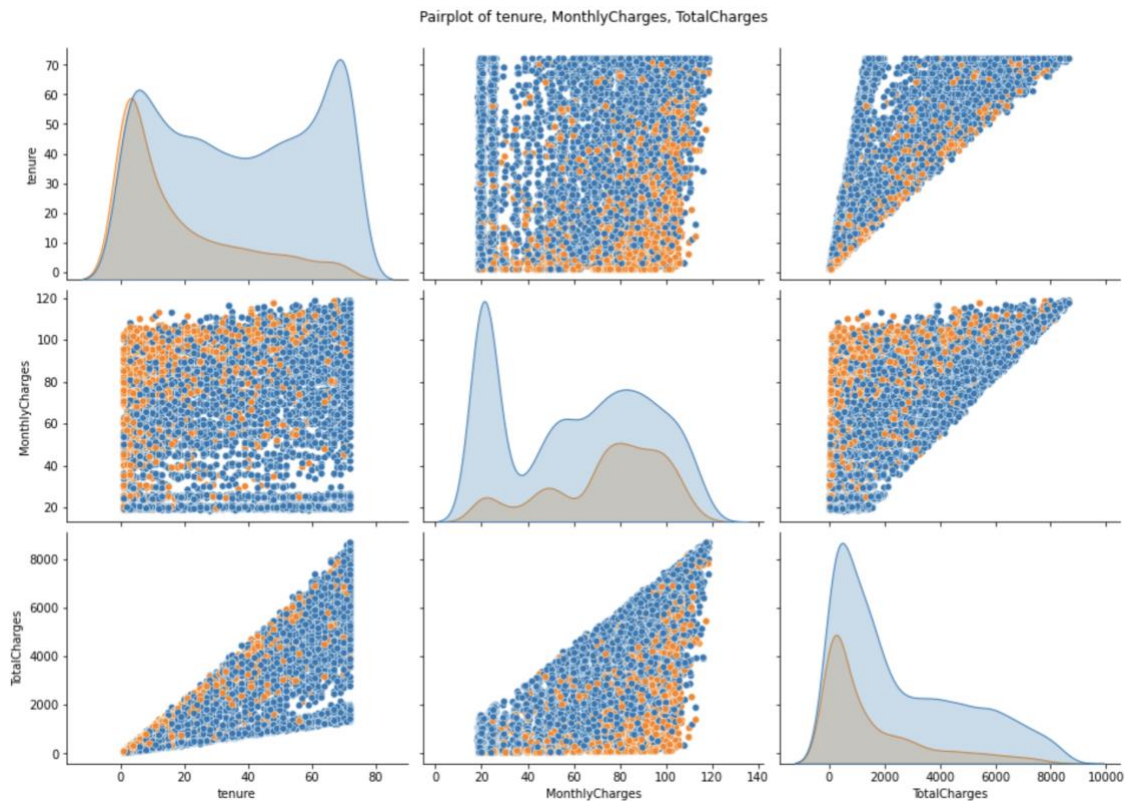 Pairplot of tenure, MonthlyCharges, TotalCharges
70
60
50
40
30
20
10
0
tenure
120
100
80
60
40
20
MonthlyCharges
8000
6000
4000
2000
0
TotalCharges
0 20 40 60 80
tenure
0 20 40 60 80 100 120 140
MonthlyCharges
0 2000 4000 6000 8000 10000
TotalCharges